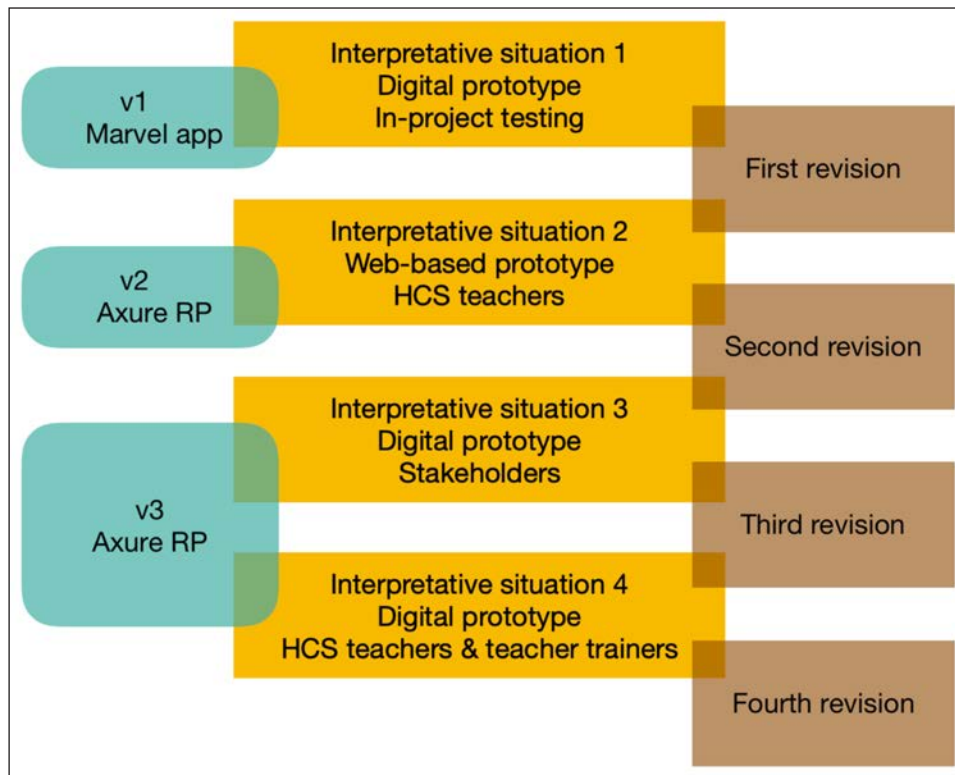 v1
Marvel app
Interpretative situation 1
Digital prototype
In-project testing
First revision
v2
Axure RP
Interpretative situation 2
Web-based prototype
HCS teachers
Second revision
v3
Axure RP
Interpretative situation 3
Digital prototype
Stakeholders
Third revision
Interpretative situation 4
Digital prototype
HCS teachers & teacher trainers
Fourth revision